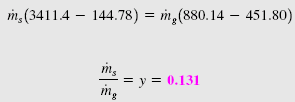 ṁₛ(3411.4 − 144.78) = ṁg(880.14 − 451.80)
ṁₛ/ṁg = y = 0.131